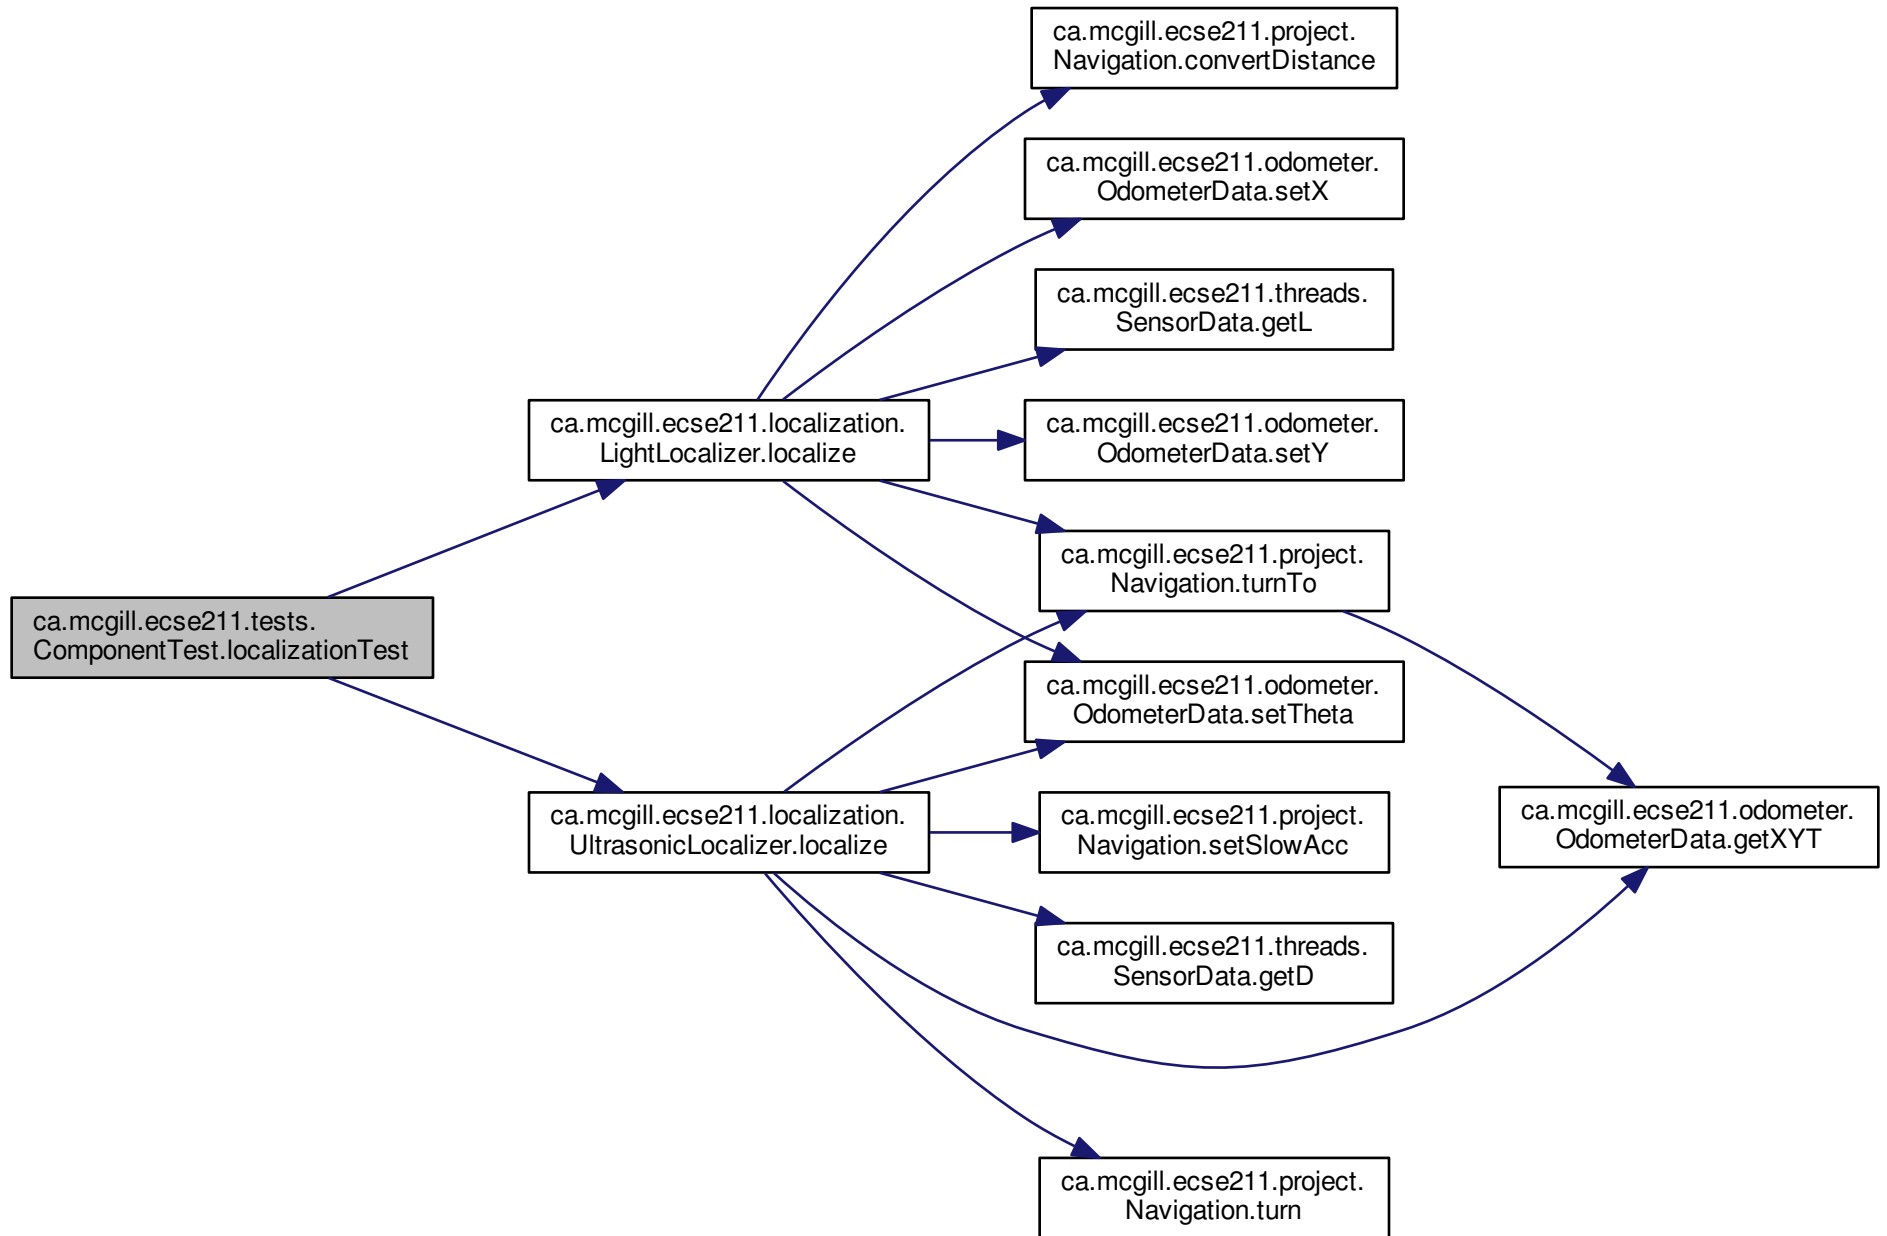 ca.mcgill.ecse211.project.
Navigation.convertDistance
ca.mcgill.ecse211.odometer.
OdometerData.setX
ca.mcgill.ecse211.threads.
SensorData.getL
ca.mcgill.ecse211.localization.
LightLocalizer.localize
ca.mcgill.ecse211.odometer.
OdometerData.setY
ca.mcgill.ecse211.project.
Navigation.turnTo
ca.mcgill.ecse211.tests.
ComponentTest.localizationTest
ca.mcgill.ecse211.odometer.
OdometerData.setTheta
ca.mcgill.ecse211.localization.
UltrasonicLocalizer.localize
ca.mcgill.ecse211.project.
Navigation.setSlowAcc
ca.mcgill.ecse211.odometer.
OdometerData.getXYT
ca.mcgill.ecse211.threads.
SensorData.getD
ca.mcgill.ecse211.project.
Navigation.turn